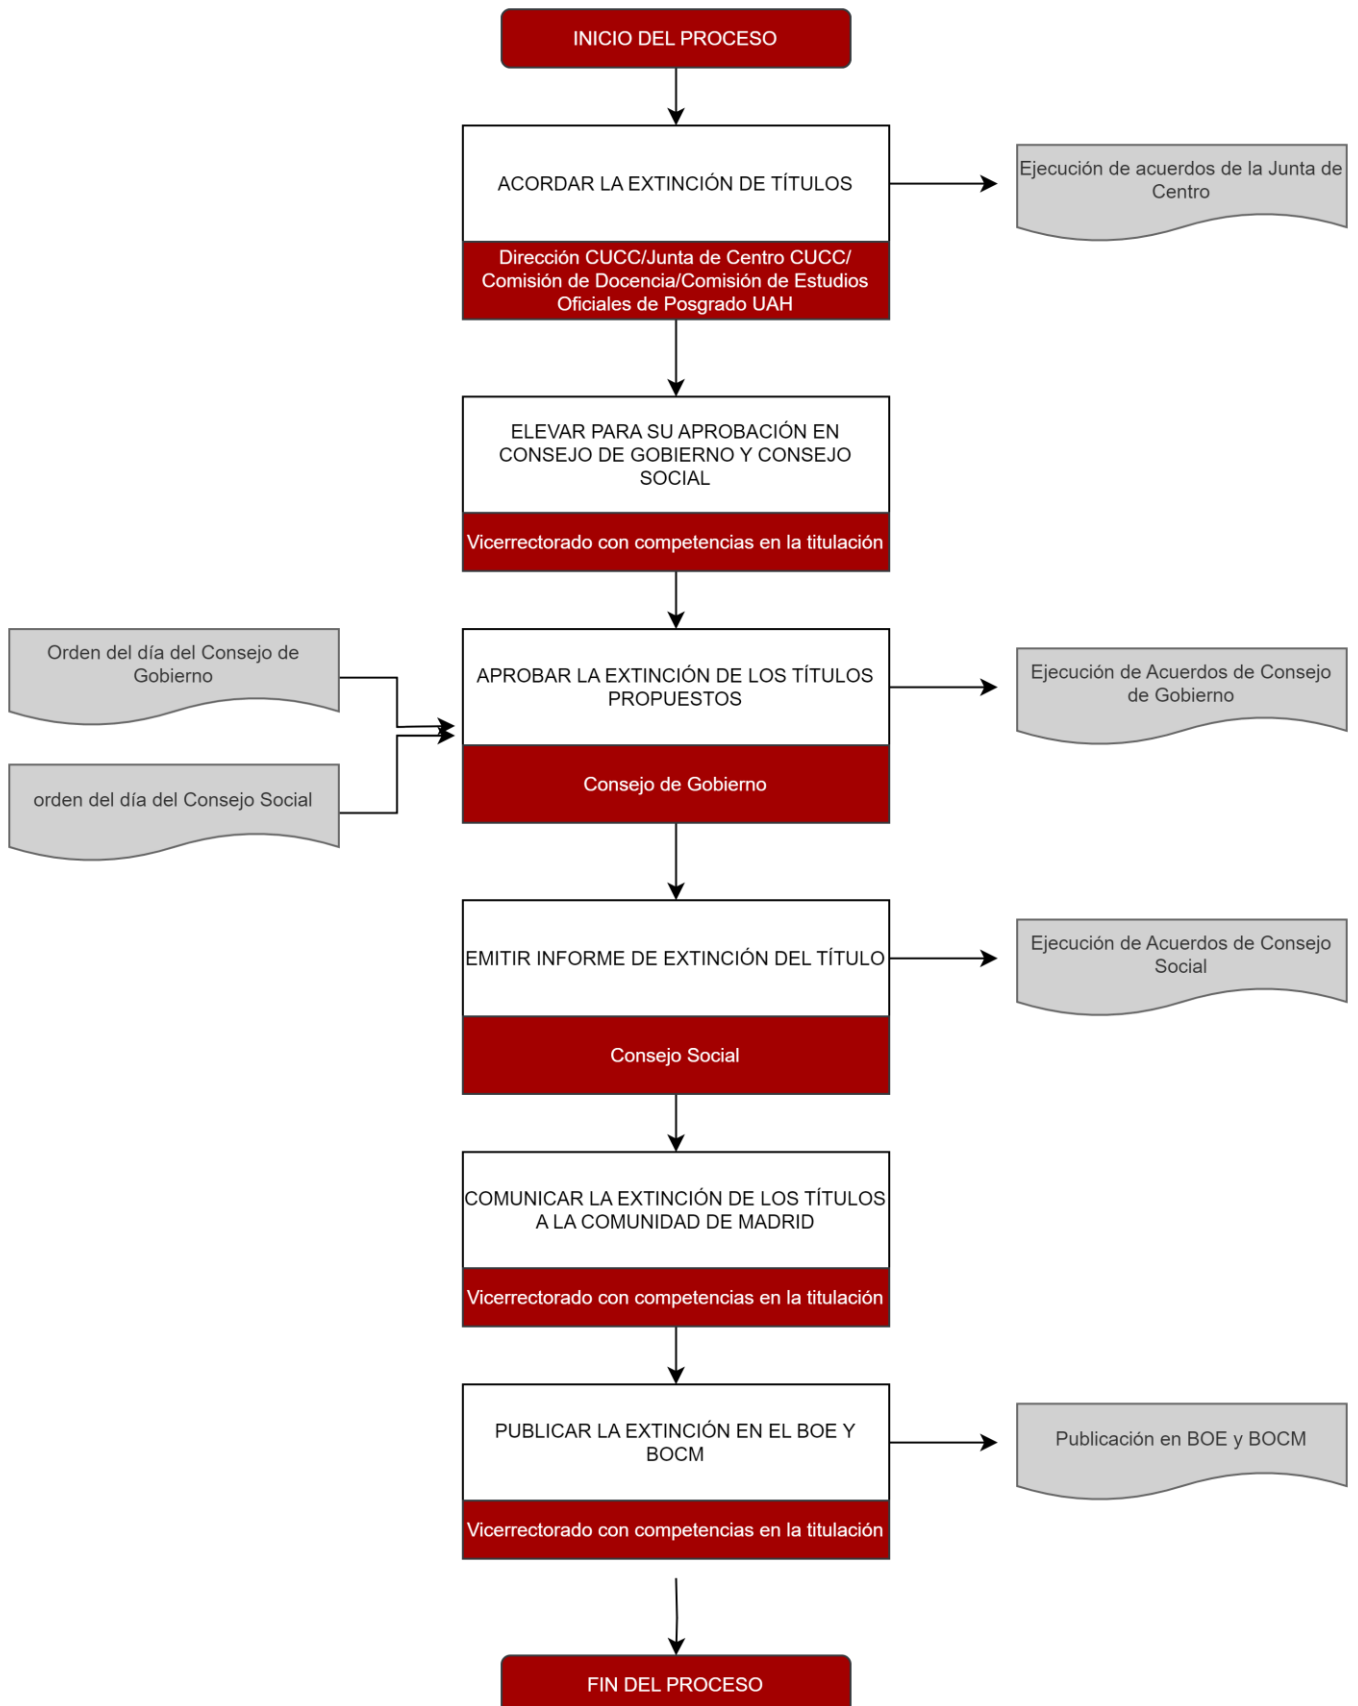 INICIO DEL PROCESO
ACORDAR LA EXTINCIÓN DE TÍTULOS
Dirección CUCC/Junta de Centro CUCC/
Comisión de Docencia/Comisión de Estudios
Oficiales de Posgrado UAH
Ejecución de acuerdos de la Junta de
Centro
ELEVAR PARA SU APROBACIÓN EN
CONSEJO DE GOBIERNO Y CONSEJO
SOCIAL
Vicerrectorado con competencias en la titulación
Orden del día del Consejo de
Gobierno
orden del día del Consejo Social
APROBAR LA EXTINCIÓN DE LOS TÍTULOS
PROPUESTOS
Consejo de Gobierno
Ejecución de Acuerdos de Consejo
de Gobierno
EMITIR INFORME DE EXTINCIÓN DEL TÍTULO
Consejo Social
Ejecución de Acuerdos de Consejo
Social
COMUNICAR LA EXTINCIÓN DE LOS TÍTULOS
A LA COMUNIDAD DE MADRID
Vicerrectorado con competencias en la titulación
PUBLICAR LA EXTINCIÓN EN EL BOE Y
BOCM
Vicerrectorado con competencias en la titulación
Publicación en BOE y BOCM
FIN DEL PROCESO